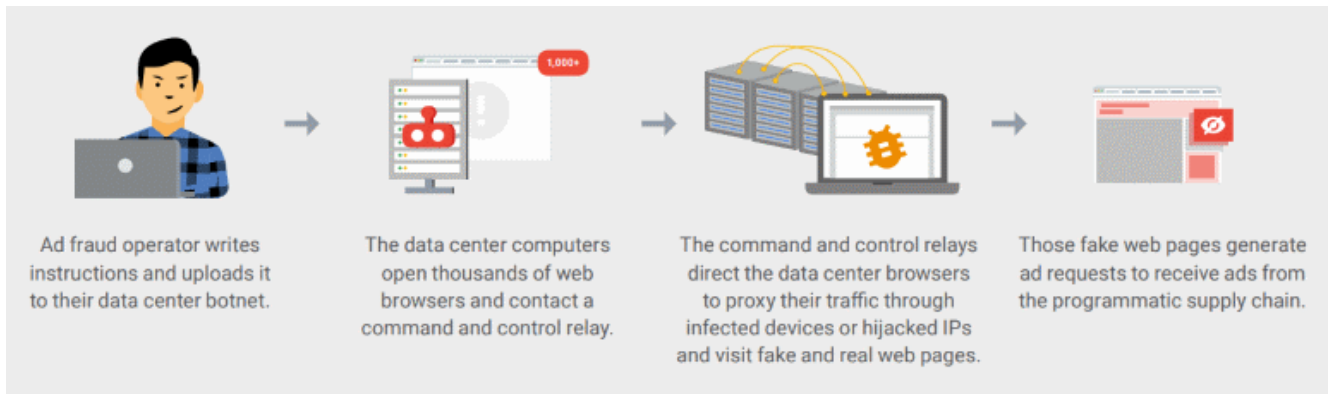 1,000+
Ad fraud operator writes
instructions and uploads it
to their data center botnet.
The data center computers
open thousands of web
browsers and contact a
command and control relay.
The command and control relays
direct the data center browsers
to proxy their traffic through
infected devices or hijacked IPs
and visit fake and real web pages.
Those fake web pages generate
ad requests to receive ads from
the programmatic supply chain.